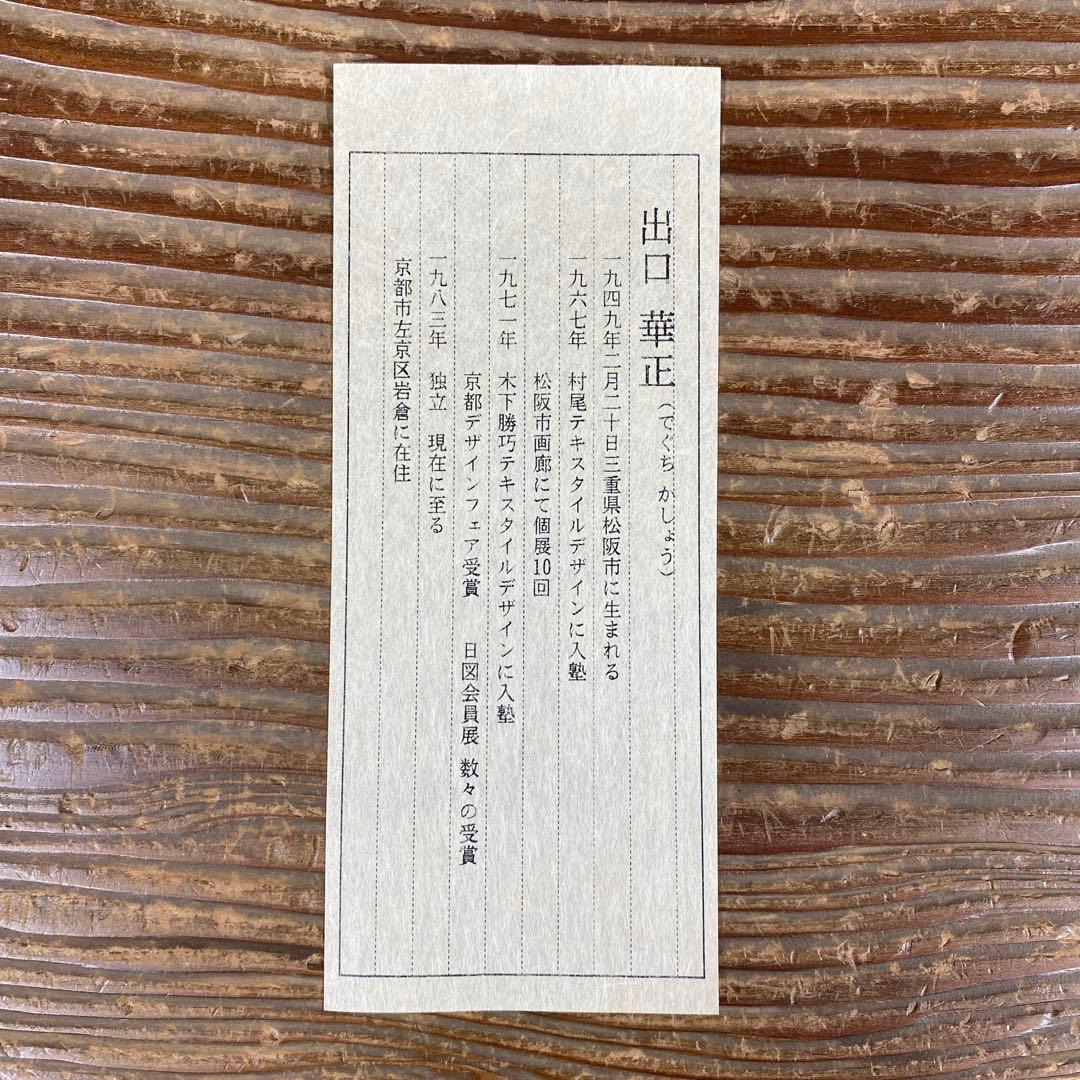 出口 華正(でぐち かしょう)
一九四九年二月二十日三重県松阪市に生まれる
一九六七年 村尾テキスタイルデザインに入塾
松阪市画廊にて個展10回
一九七一年 木下勝巧テキスタイルデザインに入塾
京都デザインフェア受賞 日図会員展 数々の受賞
一九八三年 独立 現在に至る
京都市左京区岩倉に在住